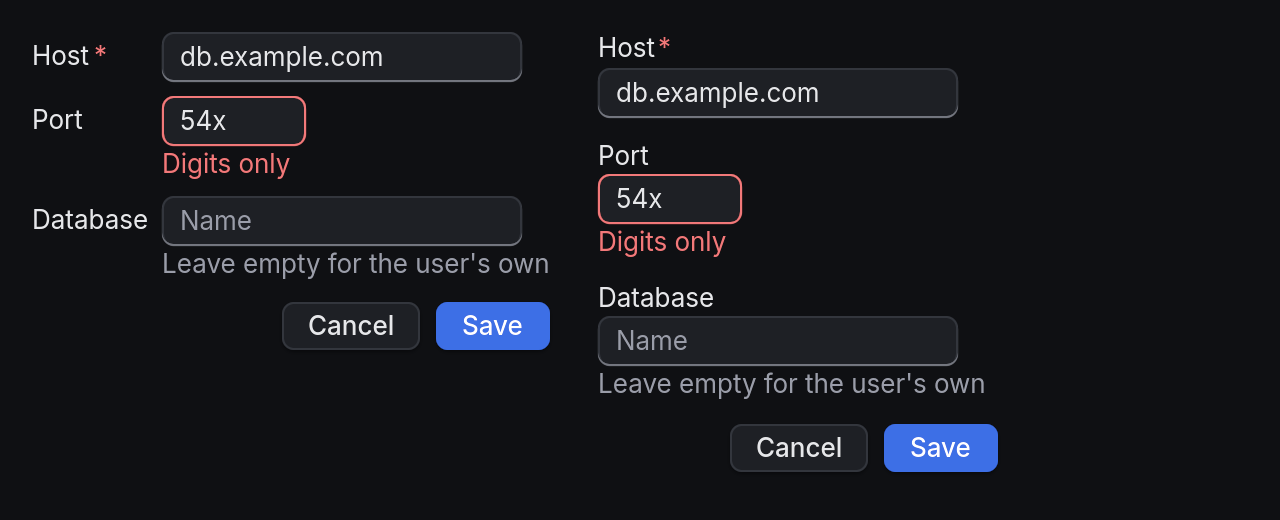 Host *
db.example.com
Port
54x
Digits only
Database
Name
Leave empty for the user's own
Cancel
Save
Host *
db.example.com
Port
54x
Digits only
Database
Name
Leave empty for the user's own
Cancel
Save